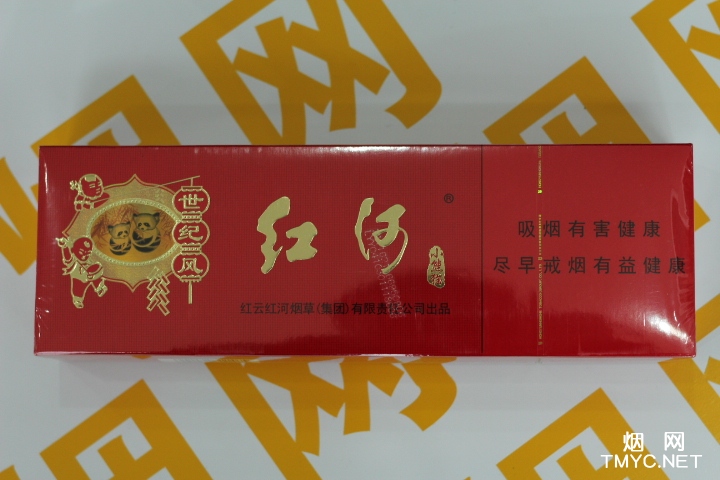 世纪风
红河®
小熊猫
红云红河烟草(集团)有限责任公司出品
吸烟有害健康
尽早戒烟有益健康
烟网
烟网
TMYC.NET